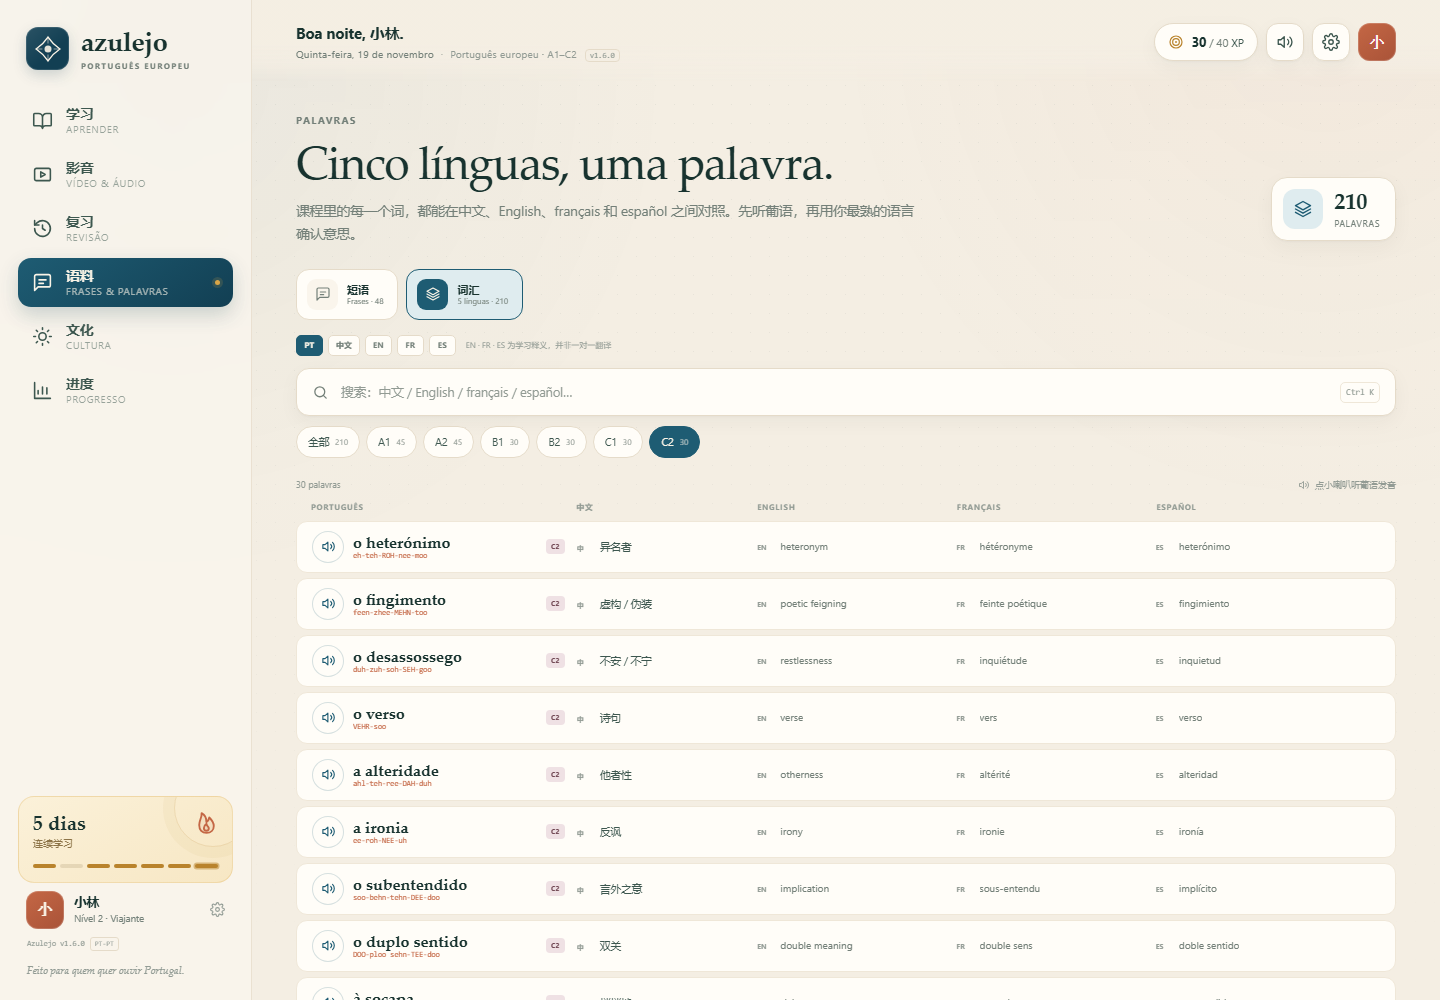 azulejo
PORTUGUÊS EUROPEU
学习
APRENDER
影音
VÍDEO & ÁUDIO
复习
REVISÃO
语料
FRASES & PALAVRAS
文化
CULTURA
进度
PROGRESSO
5 dias
连续学习
小
小林
Nível 2 · Viajante
Azulejo v1.6.0 PT-PT
Feito para quem quer ouvir Portugal.
Boa noite, 小林.
Quinta-feira, 19 de novembro · Português europeu · A1–C2 v1.6.0
30 / 40 XP
小
PALAVRAS
Cinco línguas, uma palavra.
课程里的每一个词，都能在中文、English、français 和 español 之间对照。先听葡语，再用你最熟的语言
确认意思。
210
PALAVRAS
短语
Frases · 48
词汇
5 línguas · 210
PT 中文 EN FR ES EN · FR · ES 为学习释义，并非一对一翻译
搜索：中文 / English / français / español...
Ctrl K
全部 210 A1 45 A2 45 B1 30 B2 30 C1 30 C2 30
30 palavras
点小喇叭听葡语发音
PORTUGUÊS 中文 ENGLISH FRANÇAIS ESPAÑOL
o heterónimo C2 中 异名者 EN heteronym FR hétéronyme ES heterónimo
eh-teh-ROH-nee-moo
o fingimento C2 中 虚构 / 伪装 EN poetic feigning FR feinte poétique ES fingimiento
feen-zhee-MEHN-too
o desassossego C2 中 不安 / 不宁 EN restlessness FR inquiétude ES inquietud
duh-zuh-soh-SEH-goo
o verso C2 中 诗句 EN verse FR vers ES verso
VEHR-soo
a alteridade C2 中 他者性 EN otherness FR altérité ES alteridad
ahl-teh-ree-DAH-duh
a ironia C2 中 反讽 EN irony FR ironie ES ironía
ee-roh-NEE-uh
o subentendido C2 中 言外之意 EN implication FR sous-entendu ES implícito
soo-behn-tehn-DEE-doo
o duplo sentido C2 中 双关 EN double meaning FR double sens ES doble sentido
DOO-ploo sehn-TEE-doo